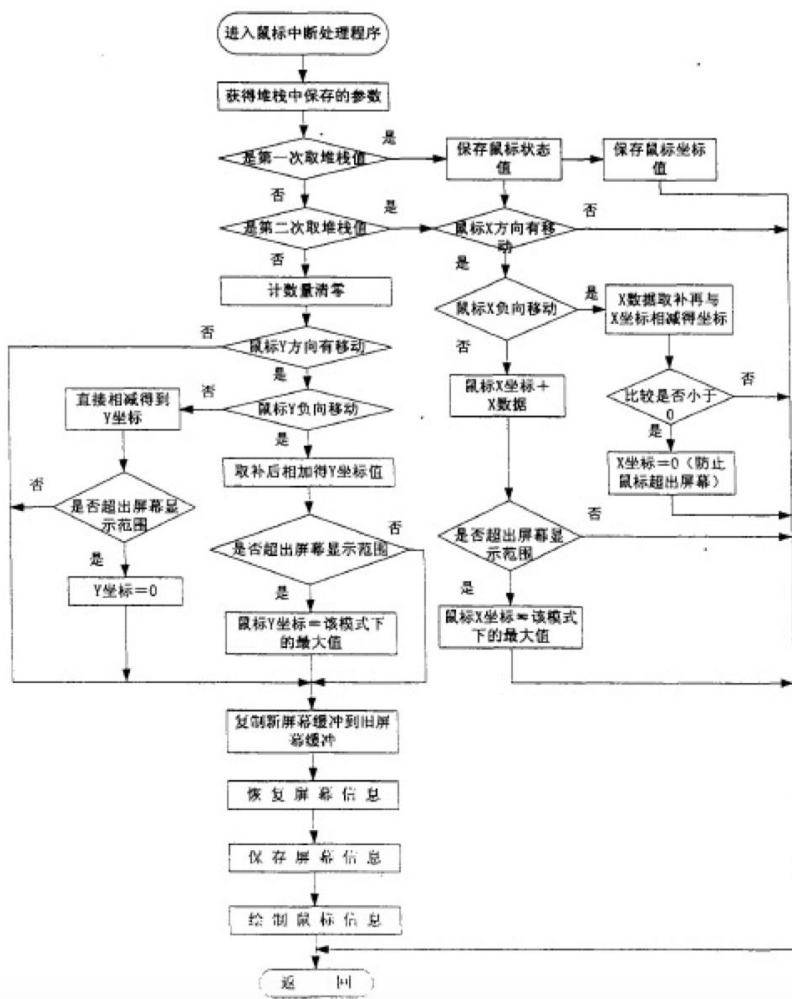 进入鼠标中断处理程序
获得堆栈中保存的参数
是
是第一次取堆栈值
保存鼠标状态
值
保存鼠标坐标
值
否
是
否
是第二次取堆栈值
鼠标X方向有移
动
否
是
计数量清零
鼠标X负向移动
是
X数据取补再与
X坐标相减得坐标
否
鼠标Y方向有移动
否
是
鼠标X坐标+
X数据
比较是否小于
0
否
直接相减得到
Y坐标
否
鼠标Y负向移动
是
是
X坐标=0（防止
鼠标超出屏幕）
取补后相加得Y坐标值
否
是否超出屏幕显
示范围
否
是否超出屏幕显示范围
是否超出屏幕显
示范围
否
是
Y坐标=0
是
是
鼠标Y坐标=该模式下
的最大值
鼠标X坐标=该模式
下的最大值
复制新屏幕缓冲到旧屏
幕缓冲
恢复屏幕信息
保存屏幕信息
绘制鼠标信息
返 回